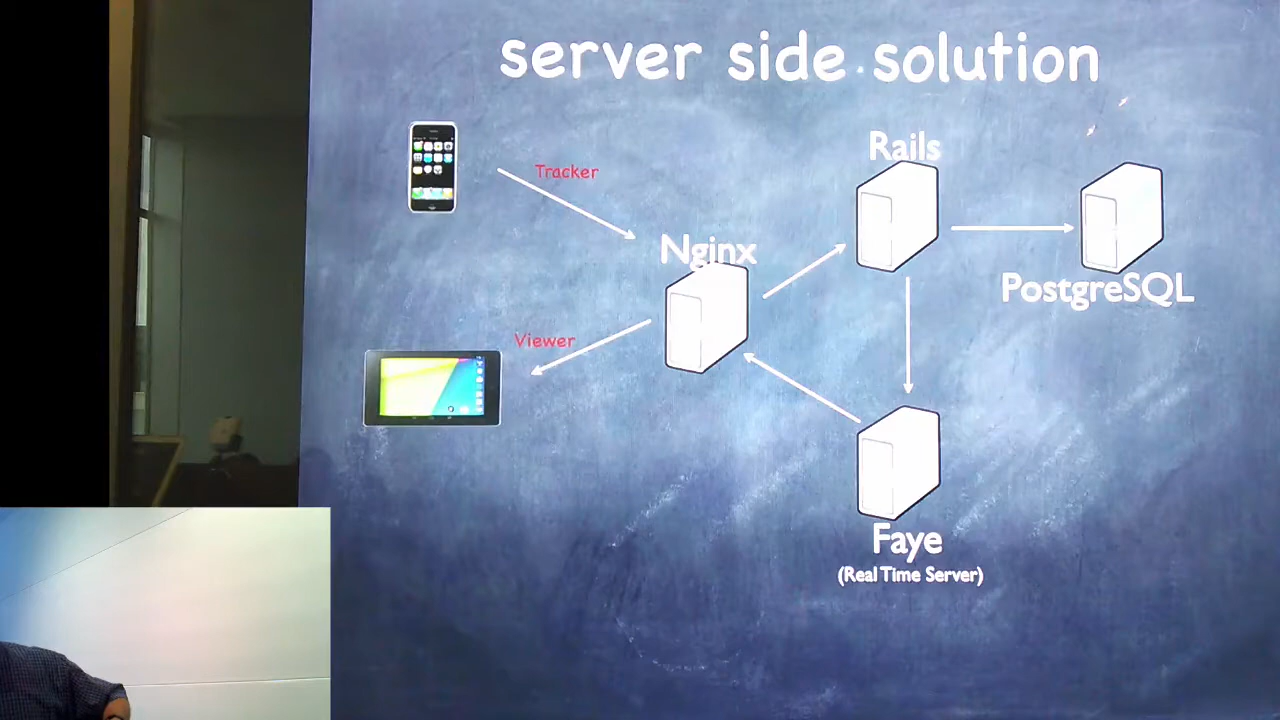 server side solution
Rails
Tracker
Nginx
PostgreSQL
Viewer
Faye
(Real Time Server)